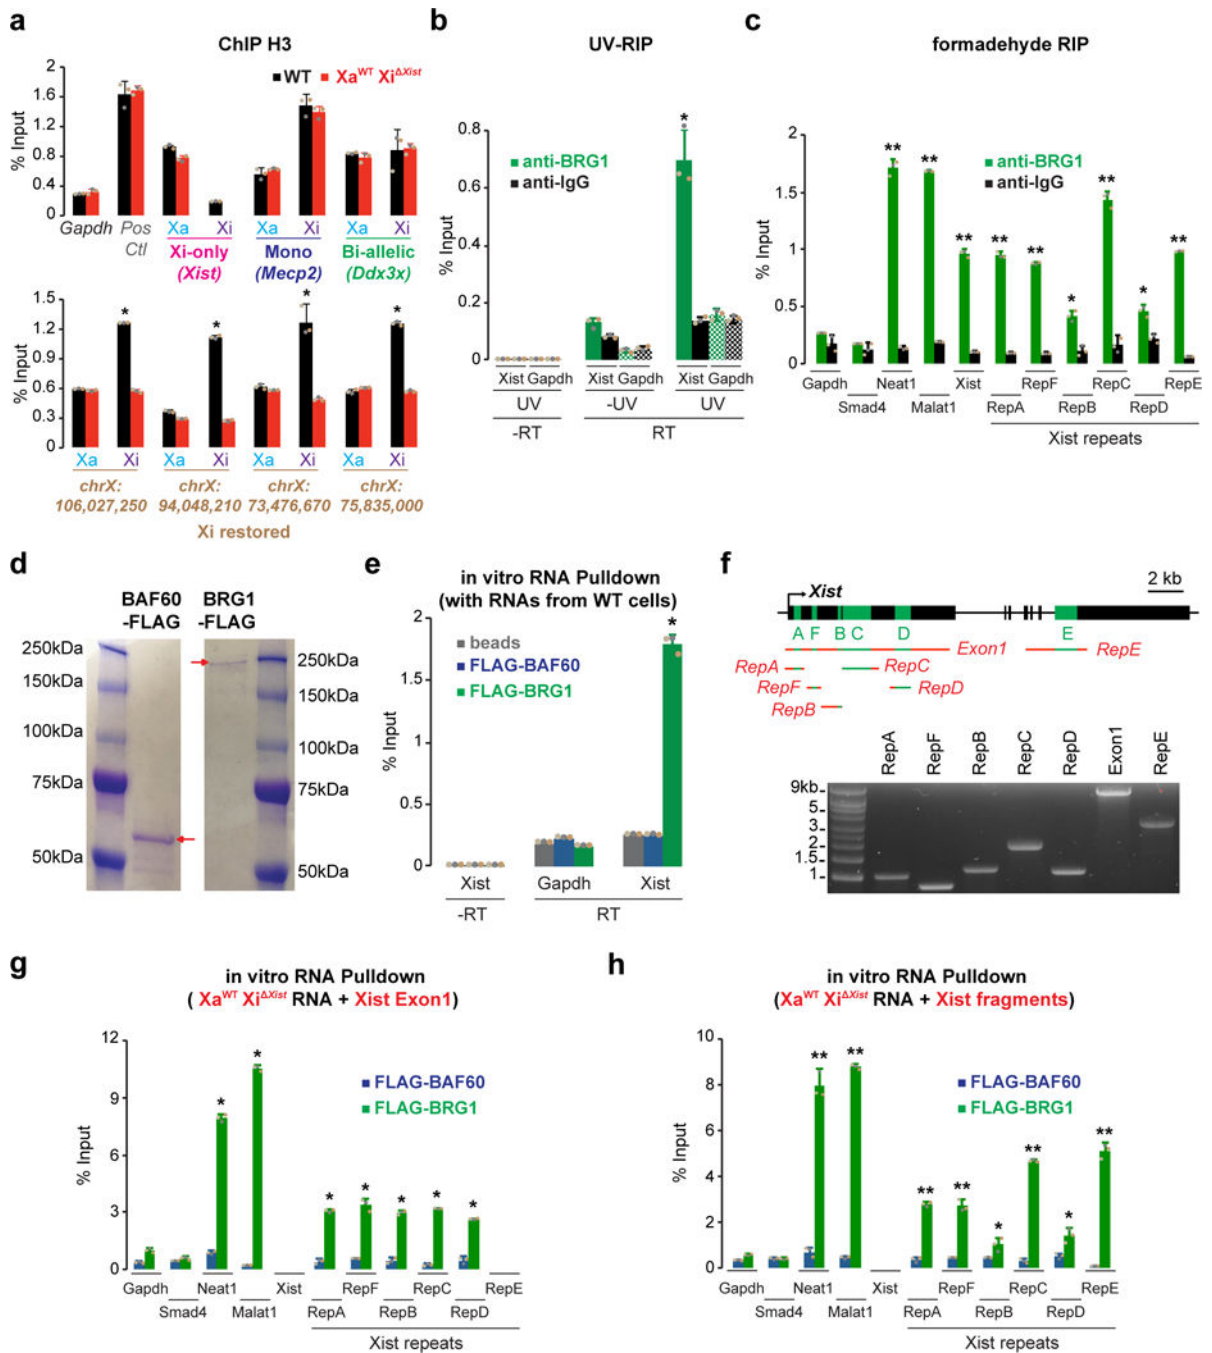 a
ChIP H3
WT Xa^WT Xi^ΔXist
% Input
1.6
1.2
0.8
0.4
0
Gapdh Pos Ctl Xa Xi Xa Xi Xa Xi
Xi-only (Xist) Mono (Mecp2) Bi-allelic (Ddx3x)
% Input
1.5
1.2
0.9
0.6
0.3
0
* * * *
Xa Xi Xa Xi Xa Xi Xa Xi
chrX: 106,027,250 chrX: 94,048,210 chrX: 73,476,670 chrX: 75,835,000
Xi restored
b
UV-RIP
anti-BRG1
anti-IgG
% Input
0.8
0.6
0.4
0.2
0
*
Xist Gapdh Xist Gapdh Xist Gapdh
UV -UV UV
-RT RT
c
formadehyde RIP
anti-BRG1
anti-IgG
% Input
2
1.5
1
0.5
0
** ** ** ** ** * ** * **
Gapdh Neat1 Xist RepF RepC RepE
Smad4 Malat1 RepA RepB RepD
Xist repeats
d
BAF60 -FLAG BRG1 -FLAG
250kDa 250kDa
150kDa 150kDa
100kDa 100kDa
75kDa 75kDa
50kDa 50kDa
e
in vitro RNA Pulldown
(with RNAs from WT cells)
beads
FLAG-BAF60
FLAG-BRG1
% Input
2
1
0
*
Xist Gapdh Xist
-RT RT
f
2 kb
Xist
A F B C D E
Exon1 RepE
RepA RepC
RepF RepD
RepB
RepA RepF RepB RepC RepD Exon1 RepE
9kb
5
3
2
1.5
1
g
in vitro RNA Pulldown
( Xa^WT Xi^ΔXist RNA + Xist Exon1)
FLAG-BAF60
FLAG-BRG1
% Input
12
9
6
3
0
* * * * * * *
Gapdh Neat1 Xist RepF RepC RepE
Smad4 Malat1 RepA RepB RepD
Xist repeats
h
in vitro RNA Pulldown
(Xa^WT Xi^ΔXist RNA + Xist fragments)
FLAG-BAF60
FLAG-BRG1
% Input
10
8
6
4
2
0
** ** ** ** * ** * **
Gapdh Neat1 Xist RepF RepC RepE
Smad4 Malat1 RepA RepB RepD
Xist repeats